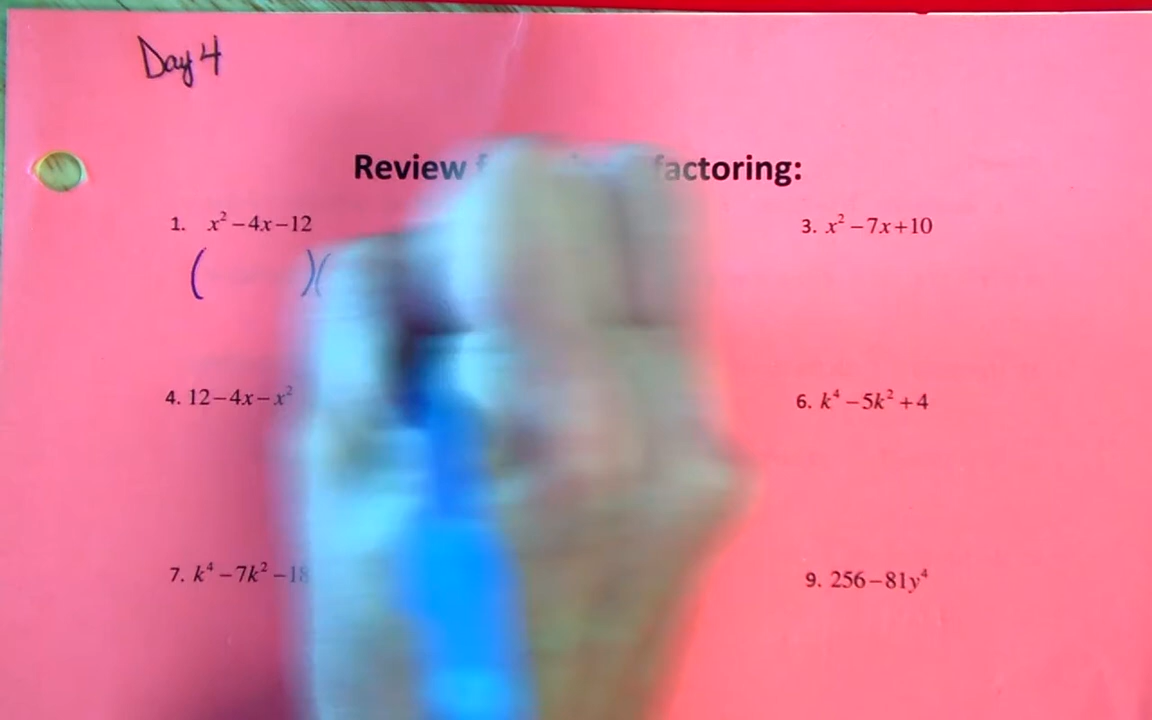 Day 4
Review factoring:
1. x² – 4x – 12 3. x² – 7x + 10
( )(
4. 12 – 4x – x² 6. k⁴ – 5k² + 4
7. k⁴ – 7k² – 18 9. 256 – 81y⁴